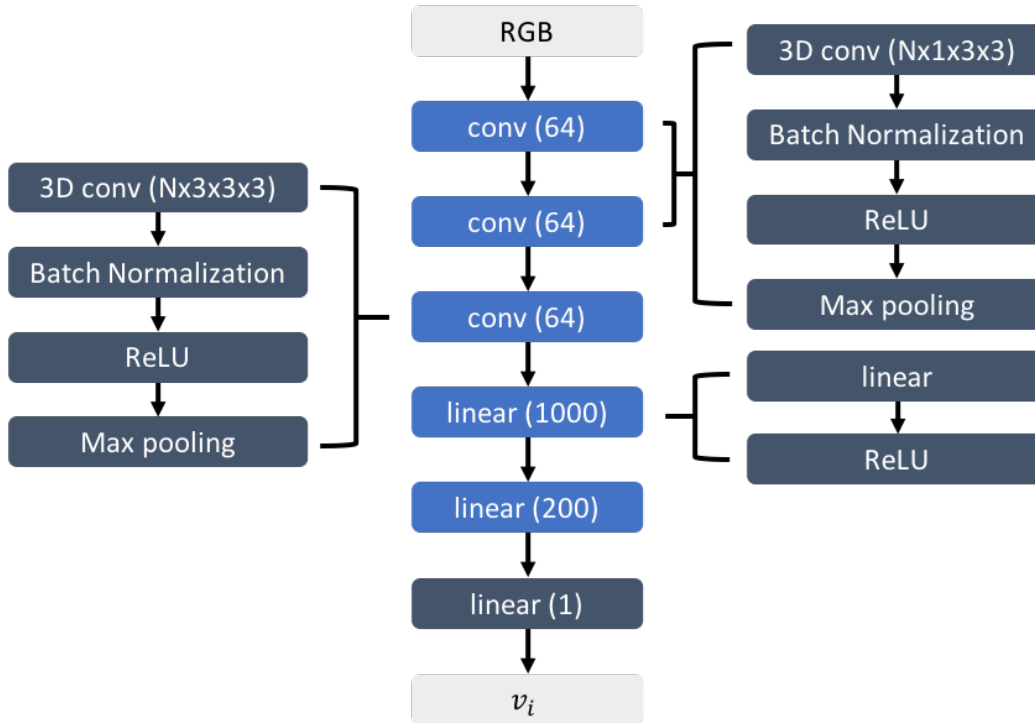 RGB
conv (64)
conv (64)
conv (64)
linear (1000)
linear (200)
linear (1)
v_i
3D conv (Nx3x3x3)
Batch Normalization
ReLU
Max pooling
3D conv (Nx1x3x3)
Batch Normalization
ReLU
Max pooling
linear
ReLU